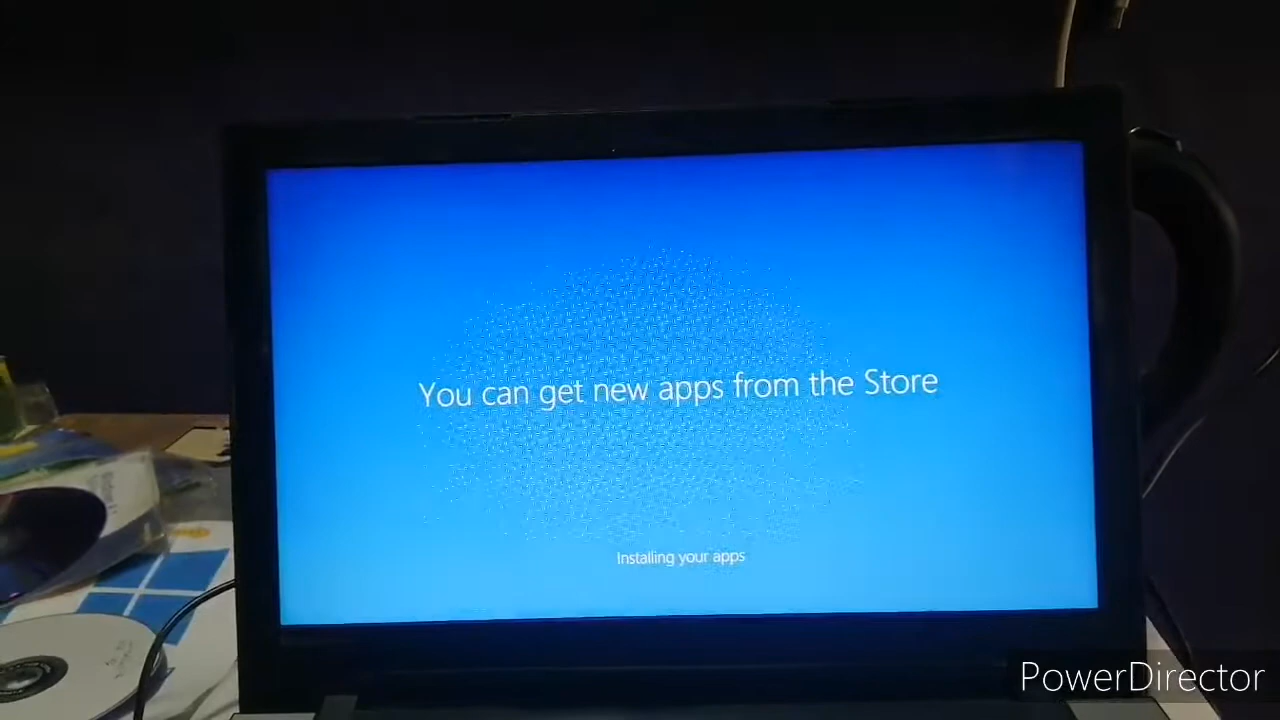 You can get new apps from the Store
Installing your apps
PowerDirector